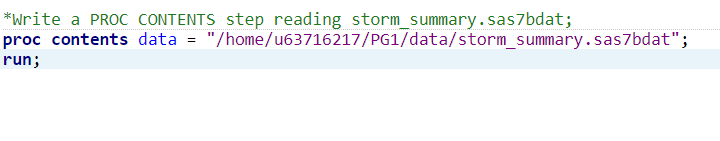 *Write a PROC CONTENTS step reading storm_summary.sas7bdat;
proc contents data = "/home/u63716217/PG1/data/storm_summary.sas7bdat";
run;